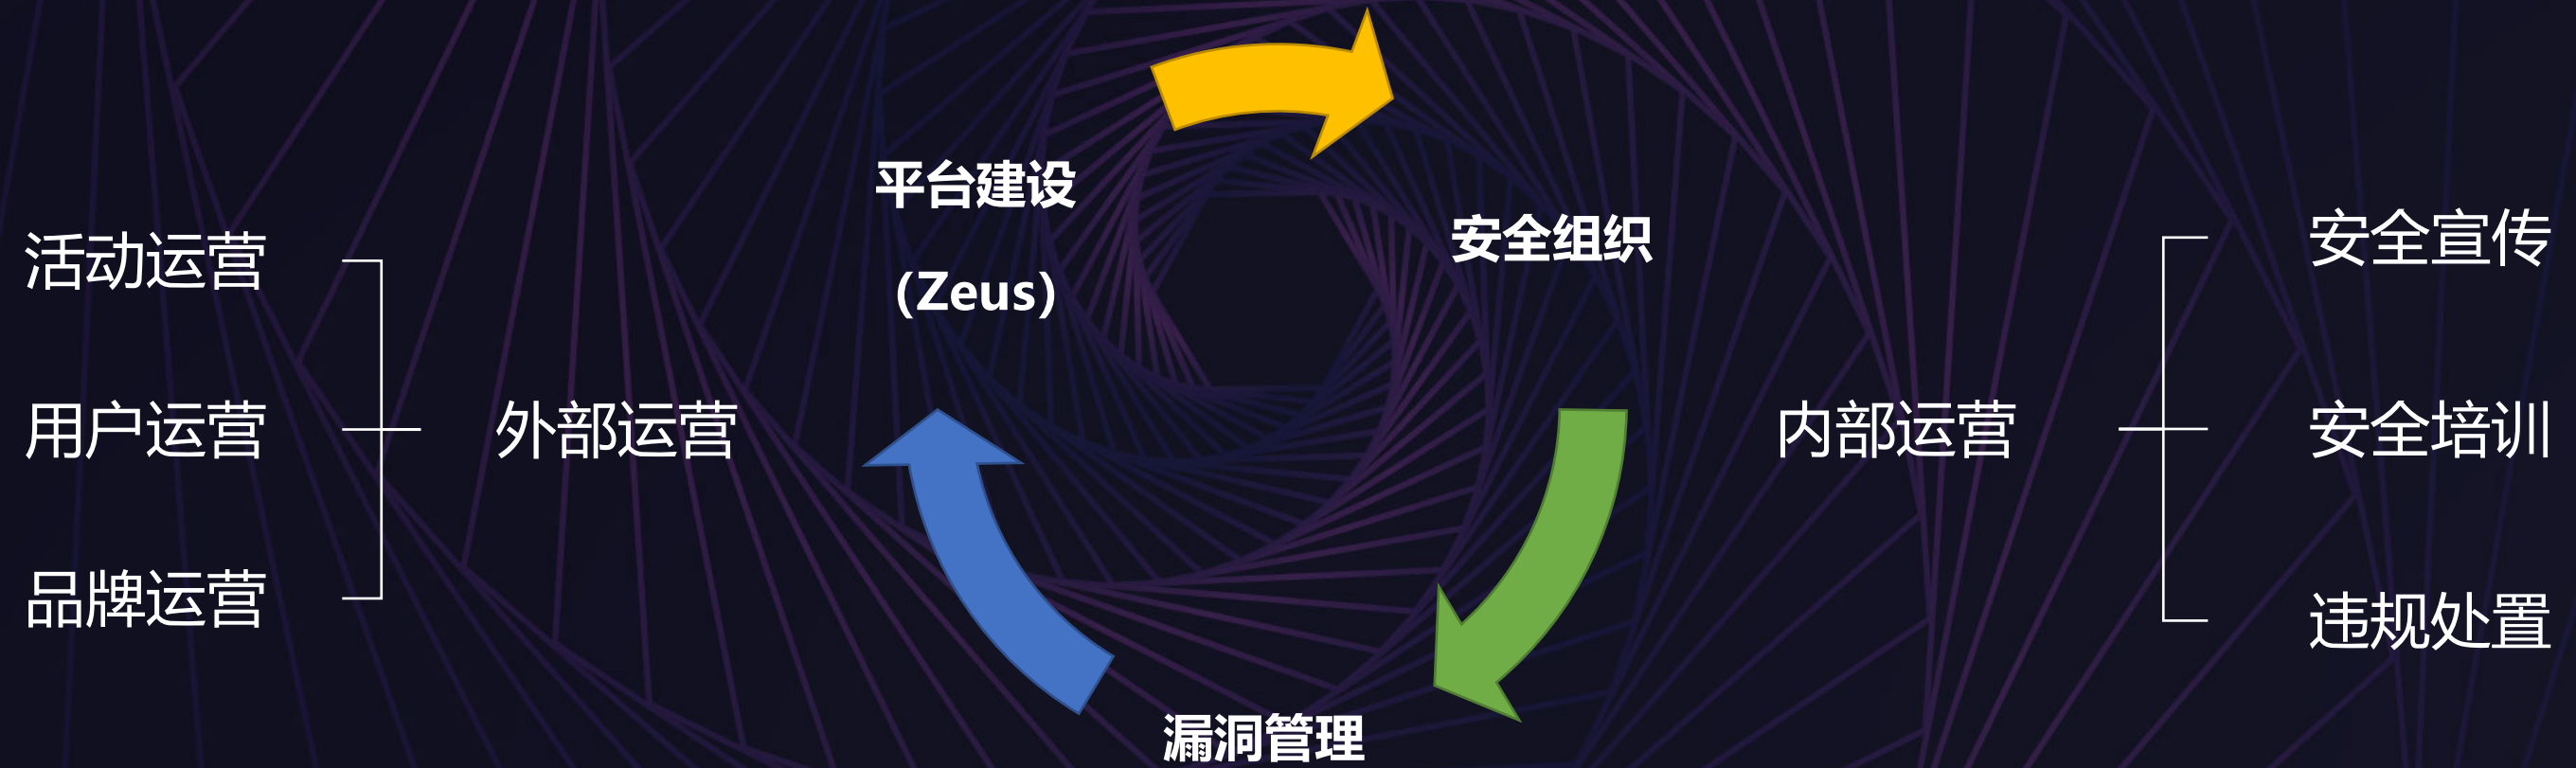 活动运营
用户运营
品牌运营
外部运营
平台建设
(Zeus)
安全组织
漏洞管理
内部运营
安全宣传
安全培训
违规处置